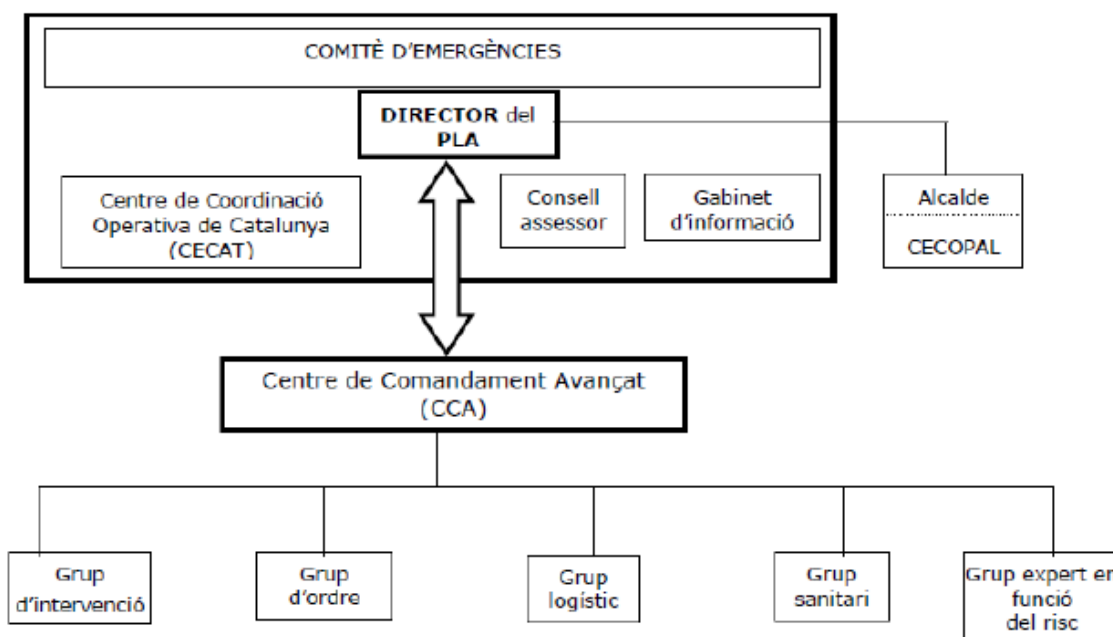 COMITÈ D'EMERGÈNCIES
DIRECTOR del
PLA
Centre de Coordinació
Operativa de Catalunya
(CECAT)
Consell
assessor
Gabinet
d'informació
Alcalde
CECOPAL
Centre de Comandament Avançat
(CCA)
Grup
d'intervenció
Grup
d'ordre
Grup
logístic
Grup
sanitari
Grup expert en
funció
del risc